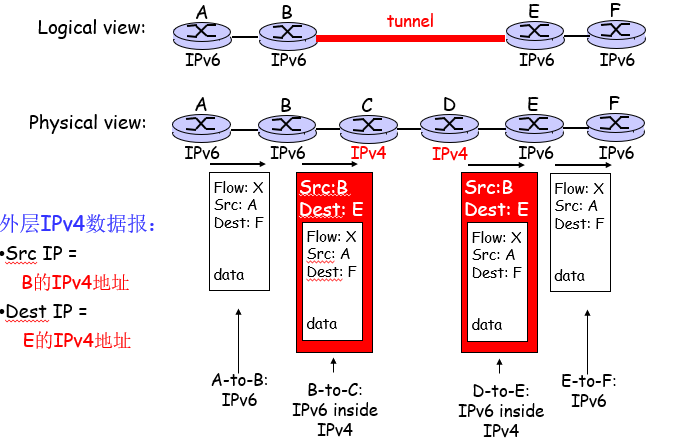 Logical view:
A B E F
tunnel
IPv6 IPv6 IPv6 IPv6
Physical view:
A B C D E F
IPv6 IPv6 IPv4 IPv4 IPv6 IPv6
外层IPv4数据报：
•Src IP =
B的IPv4地址
•Dest IP =
E的IPv4地址
Flow: X
Src: A
Dest: F
data
A-to-B:
IPv6
Src:B
Dest: E
Flow: X
Src: A
Dest: F
data
B-to-C:
IPv6 inside
IPv4
Src:B
Dest: E
Flow: X
Src: A
Dest: F
data
D-to-E:
IPv6 inside
IPv4
Flow: X
Src: A
Dest: F
data
E-to-F:
IPv6